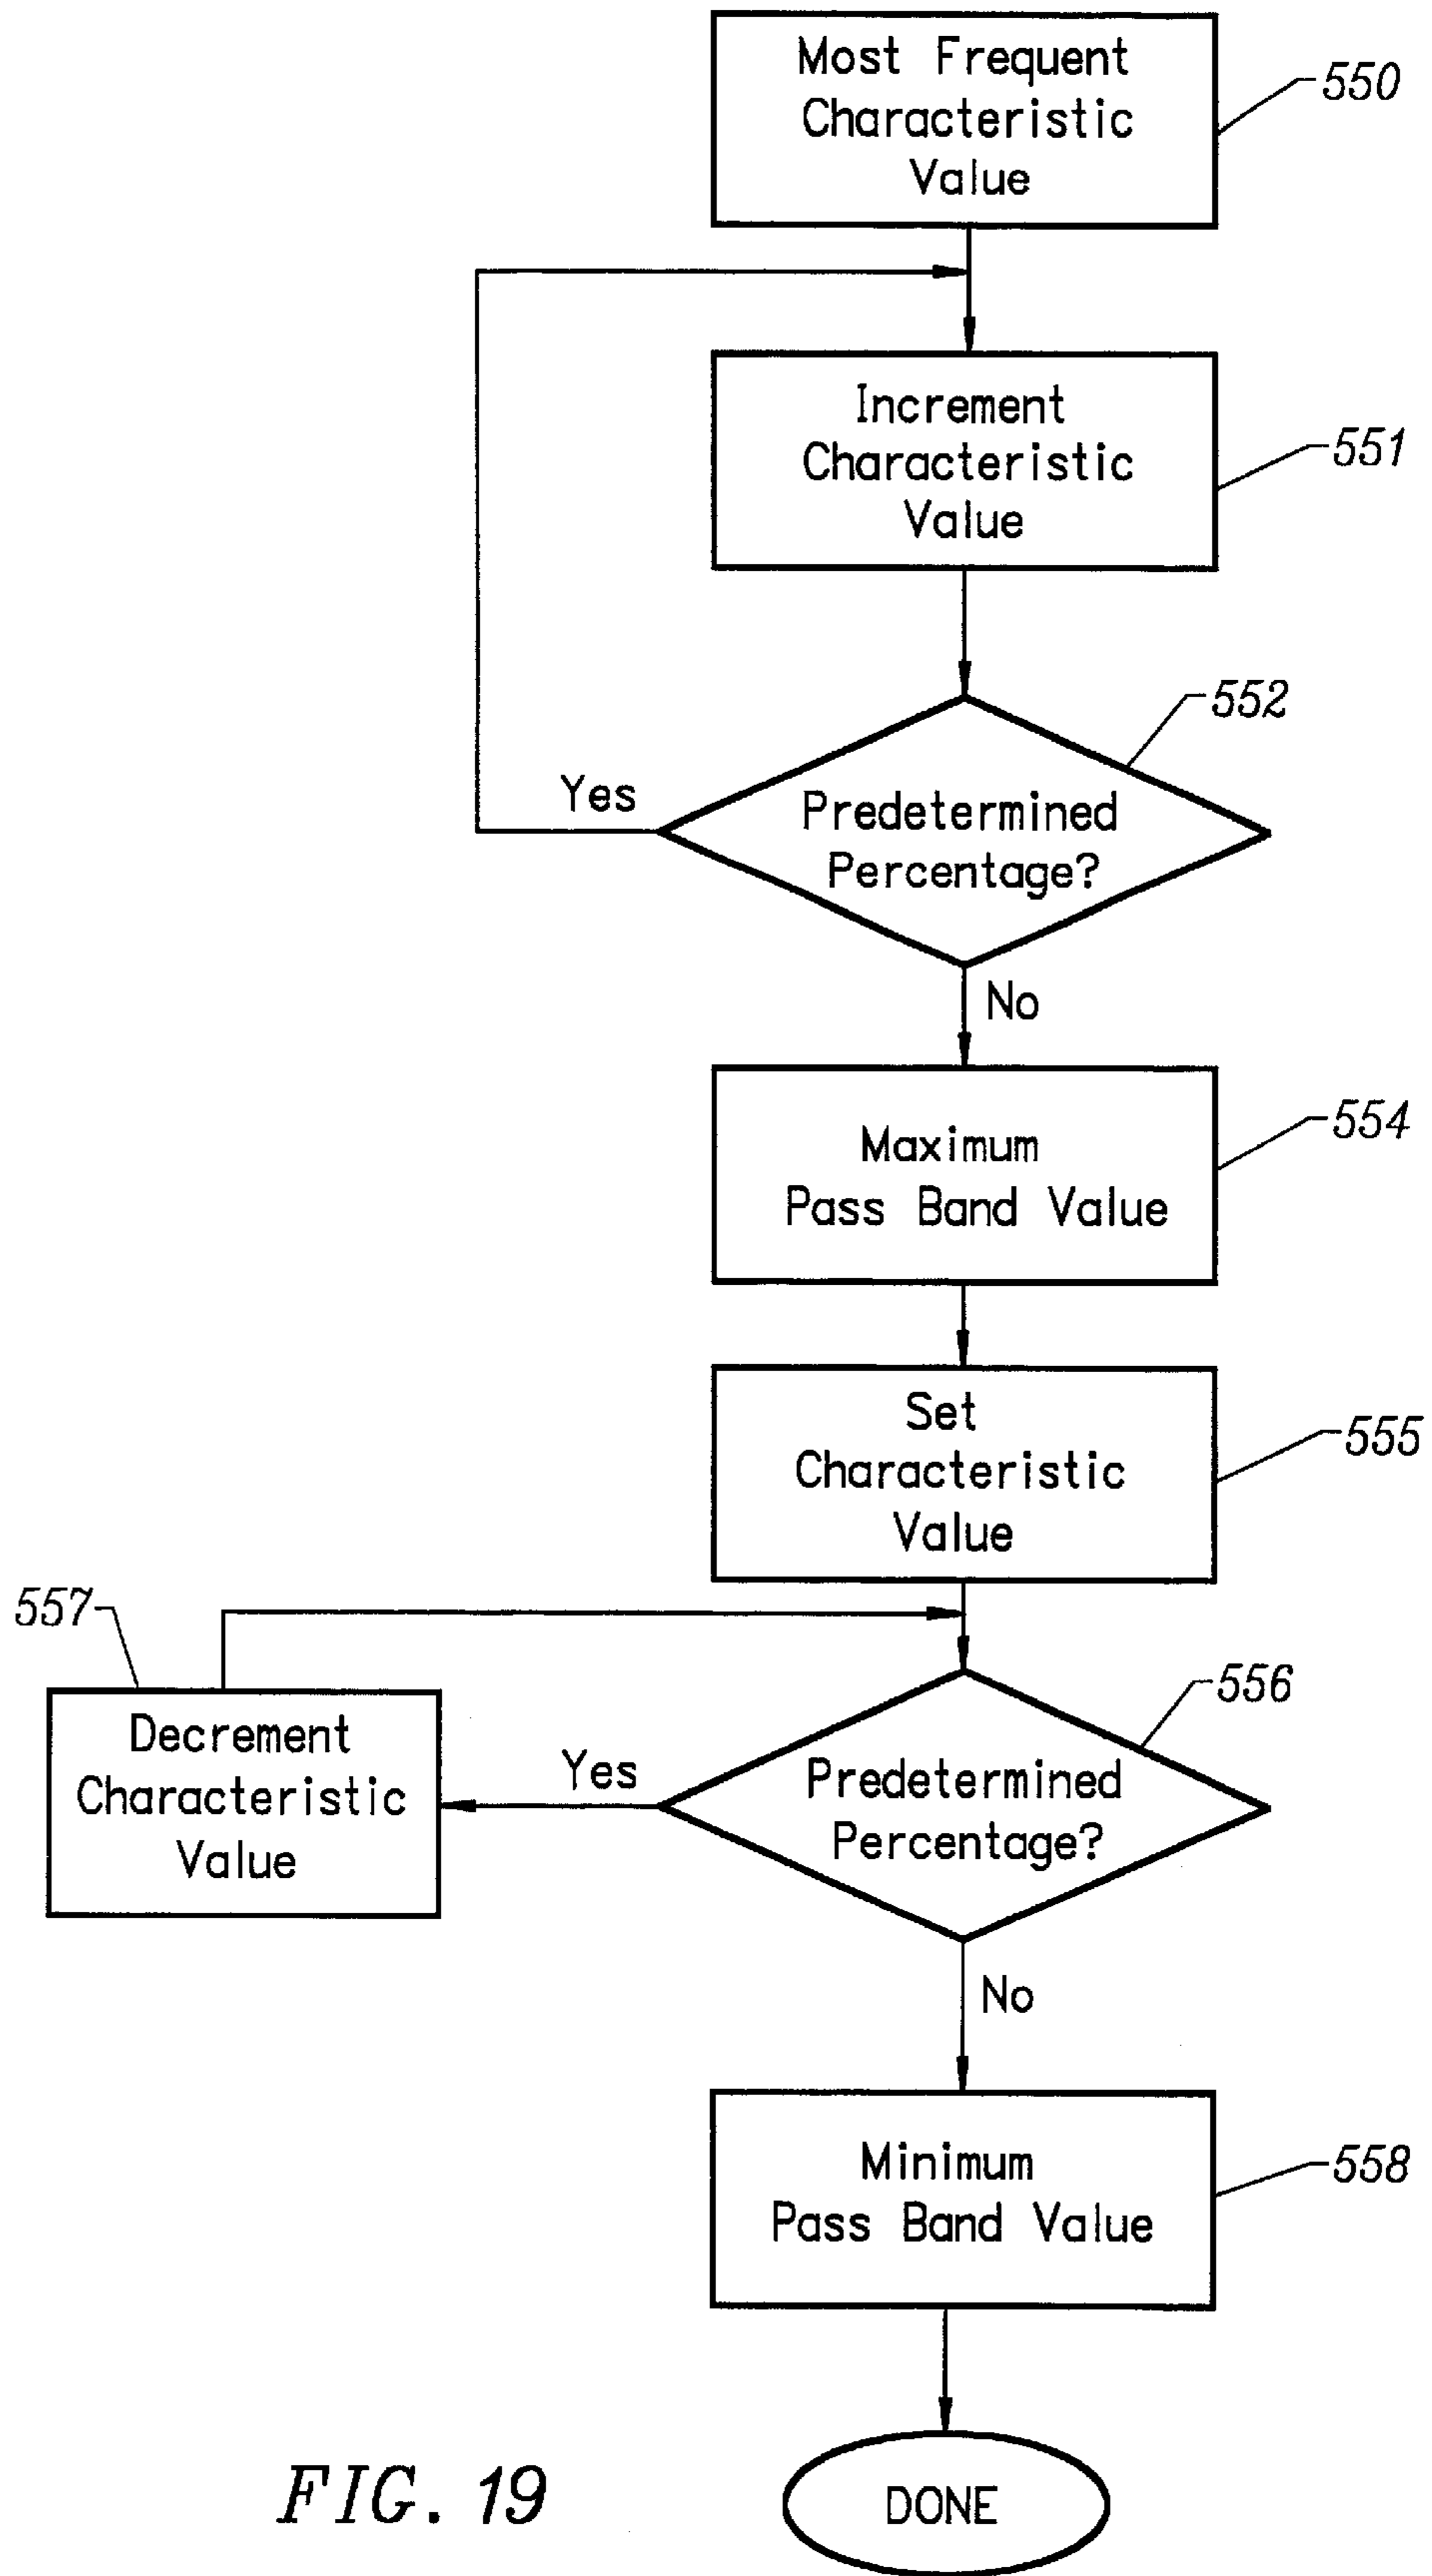 Most Frequent
Characteristic
Value
550
Increment
Characteristic
Value
551
552
Yes
Predetermined
Percentage?
No
Maximum
Pass Band Value
554
Set
Characteristic
Value
555
557
Decrement
Characteristic
Value
Yes
556
Predetermined
Percentage?
No
Minimum
Pass Band Value
558
DONE
FIG. 19